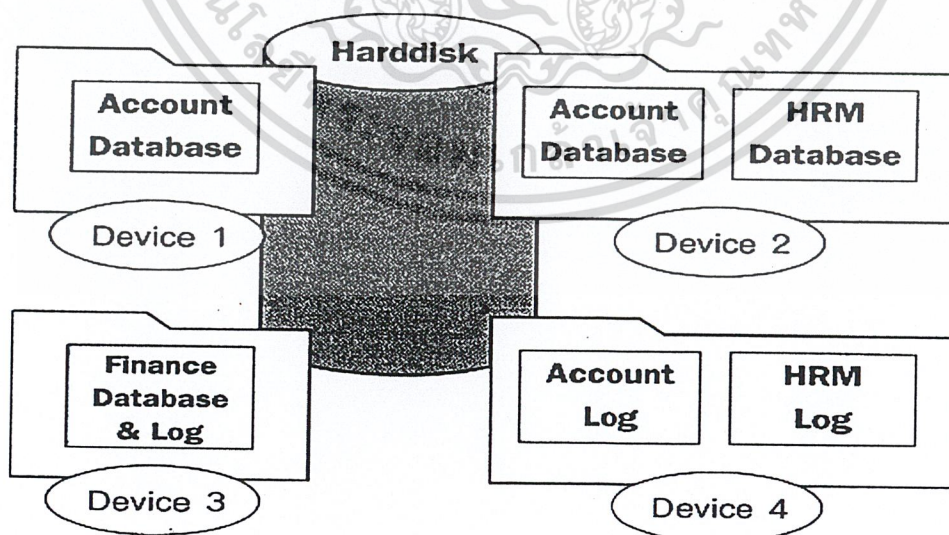 Harddisk
Account
Database
Device 1
Account
Database
HRM
Database
Device 2
Finance
Database
& Log
Device 3
Account
Log
HRM
Log
Device 4